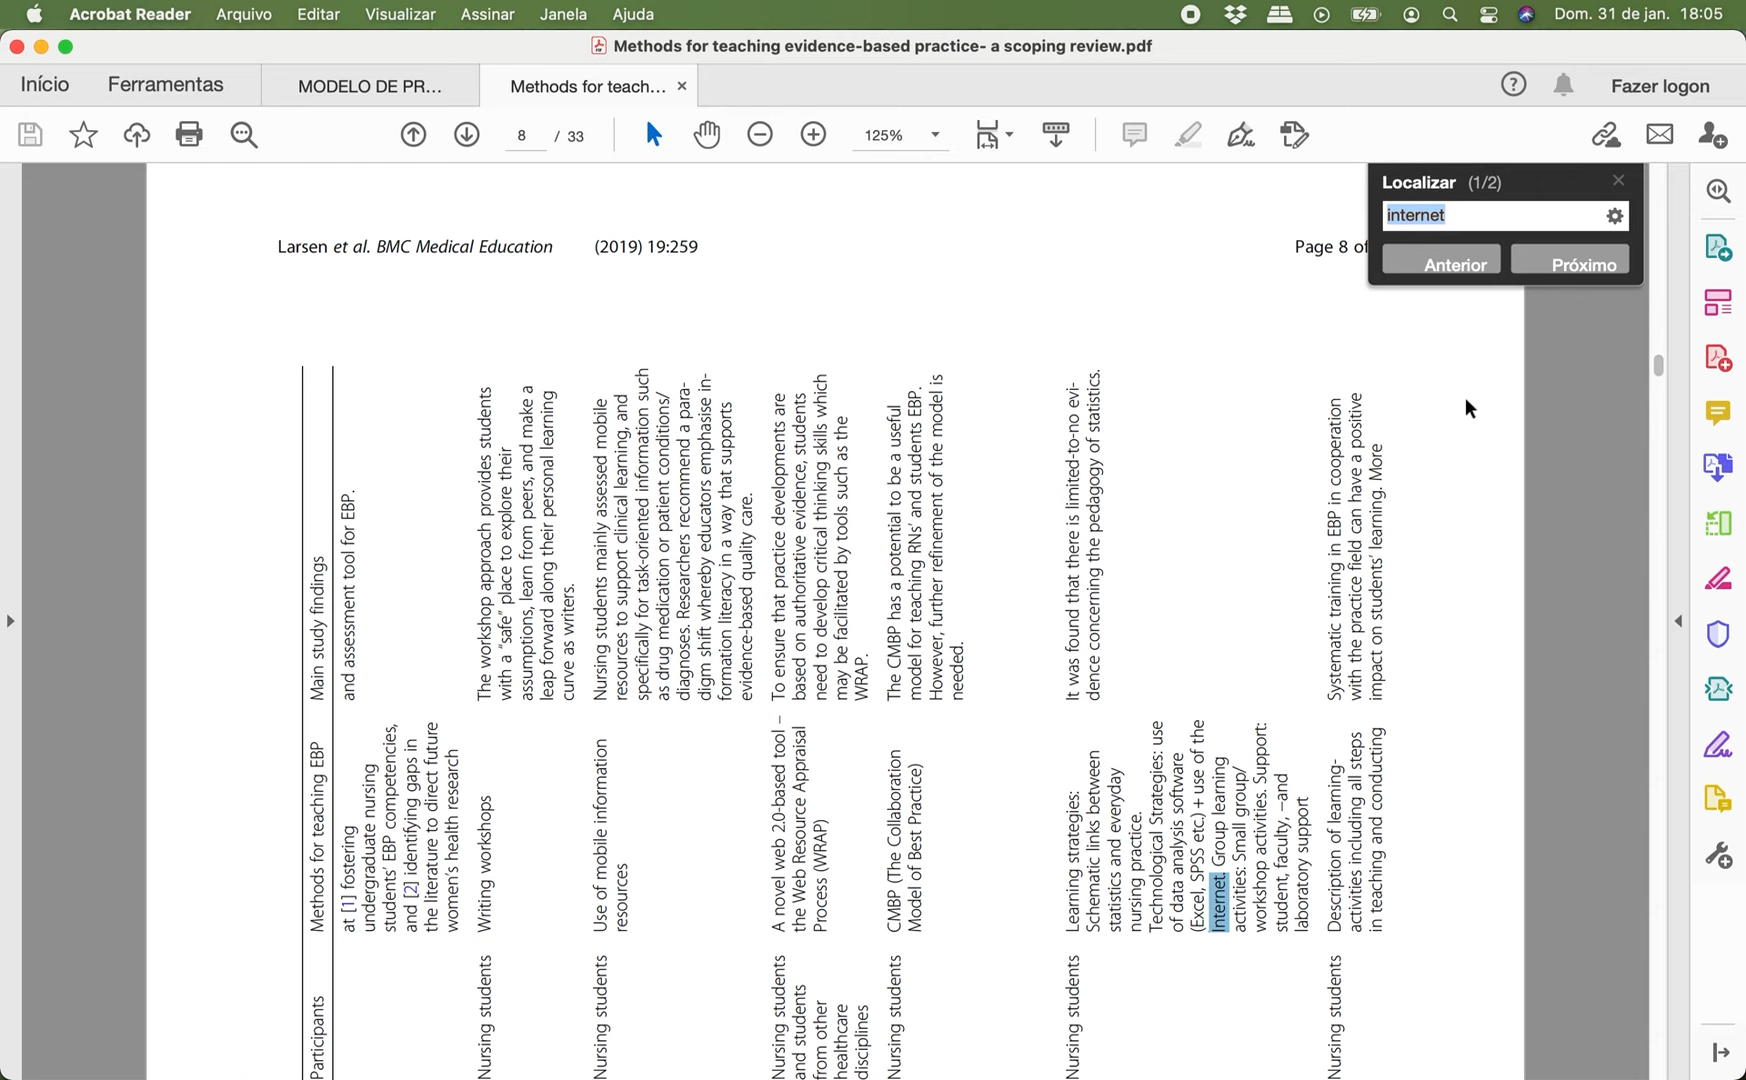 Acrobat Reader Arquivo Editar Visualizar Assinar Janela Ajuda Dom. 31 de jan. 18:05
Methods for teaching evidence-based practice- a scoping review.pdf
Início Ferramentas MODELO DE PR... Methods for teach... × ? Fazer logon
8 / 33 125%
Localizar (1/2)
internet
Anterior Próximo
Larsen et al. BMC Medical Education (2019) 19:259
Page 8 of
Main study findings
and assessment tool for EBP.
The workshop approach provides students
with a “safe” place to explore their
assumptions, learn from peers, and make a
leap forward along their personal learning
curve as writers.
Nursing students mainly assessed mobile
resources to support clinical learning, and
specifically for task-oriented information such
as drug medication or patient conditions/
diagnoses. Researchers recommend a para-
digm shift whereby educators emphasise in-
formation literacy in a way that supports
evidence-based quality care.
To ensure that practice developments are
based on authoritative evidence, students
need to develop critical thinking skills which
may be facilitated by tools such as the
WRAP.
The CMBP has a potential to be a useful
model for teaching RNs’ and students EBP.
However, further refinement of the model is
needed.
It was found that there is limited-to-no evi-
dence concerning the pedagogy of statistics.
Systematic training in EBP in cooperation
with the practice field can have a positive
impact on students’ learning. More
Methods for teaching EBP
at [1] fostering
undergraduate nursing
students’ EBP competencies,
and [2] identifying gaps in
the literature to direct future
women’s health research
Writing workshops
Use of mobile information
resources
A novel web 2.0-based tool –
the Web Resource Appraisal
Process (WRAP)
CMBP (The Collaboration
Model of Best Practice)
Learning strategies:
Schematic links between
statistics and everyday
nursing practice.
Technological Strategies: use
of data analysis software
(Excel, SPSS etc.) + use of the
Internet. Group learning
activities: Small group/
workshop activities. Support:
student, faculty, –and
laboratory support
Description of learning-
activities including all steps
in teaching and conducting
Participants
Nursing students
Nursing students
Nursing students
and students
from other
healthcare
disciplines
Nursing students
Nursing students
Nursing students